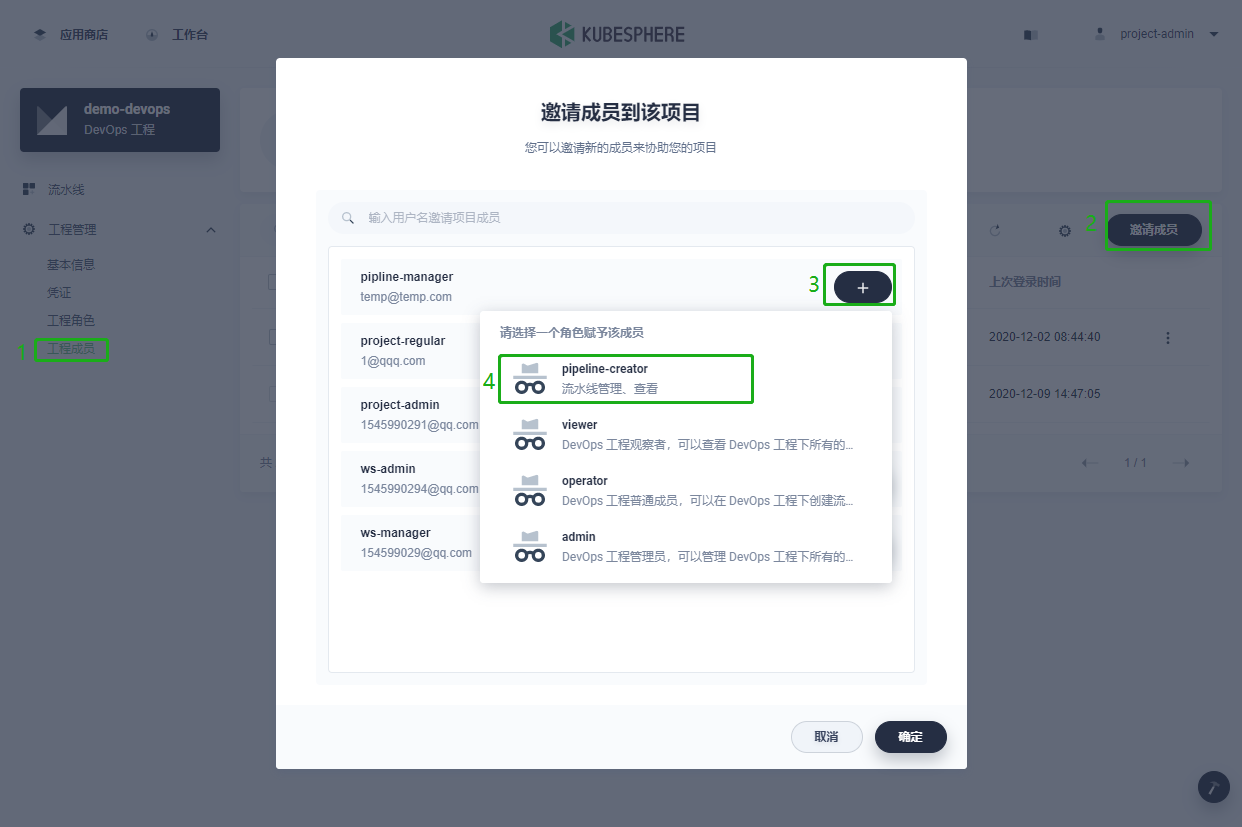 应用商店
工作台
KUBESPHERE
project-admin
demo-devops
DevOps 工程
流水线
工程管理
基本信息
凭证
工程角色
1
工程成员
邀请成员到该项目
您可以邀请新的成员来协助您的项目
输入用户名邀请项目成员
2
邀请成员
上次登录时间
2020-12-02 08:44:40
2020-12-09 14:47:05
共
1 / 1
pipline-manager
temp@temp.com
3
+
project-regular
1@qqq.com
project-admin
1545990291@qq.com
ws-admin
1545990294@qq.com
ws-manager
154599029@qq.com
请选择一个角色赋予该成员
4
pipeline-creator
流水线管理、查看
viewer
DevOps 工程观察者，可以查看 DevOps 工程下所有的...
operator
DevOps 工程普通成员，可以在 DevOps 工程下创建流...
admin
DevOps 工程管理员，可以管理 DevOps 工程下所有的...
取消
确定